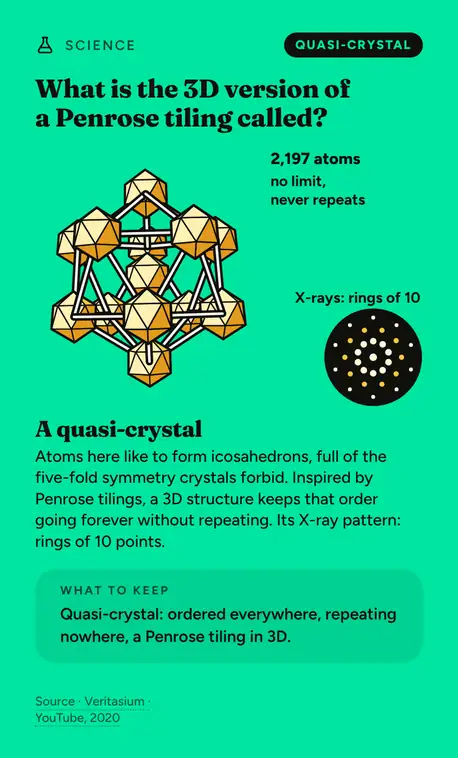 SCIENCE
QUASI-CRYSTAL
What is the 3D version of
a Penrose tiling called?
2,197 atoms
no limit,
never repeats
X-rays: rings of 10
A quasi-crystal
Atoms here like to form icosahedrons, full of the
five-fold symmetry crystals forbid. Inspired by
Penrose tilings, a 3D structure keeps that order
going forever without repeating. Its X-ray pattern:
rings of 10 points.
WHAT TO KEEP
Quasi-crystal: ordered everywhere, repeating
nowhere, a Penrose tiling in 3D.
Source · Veritasium ·
YouTube, 2020